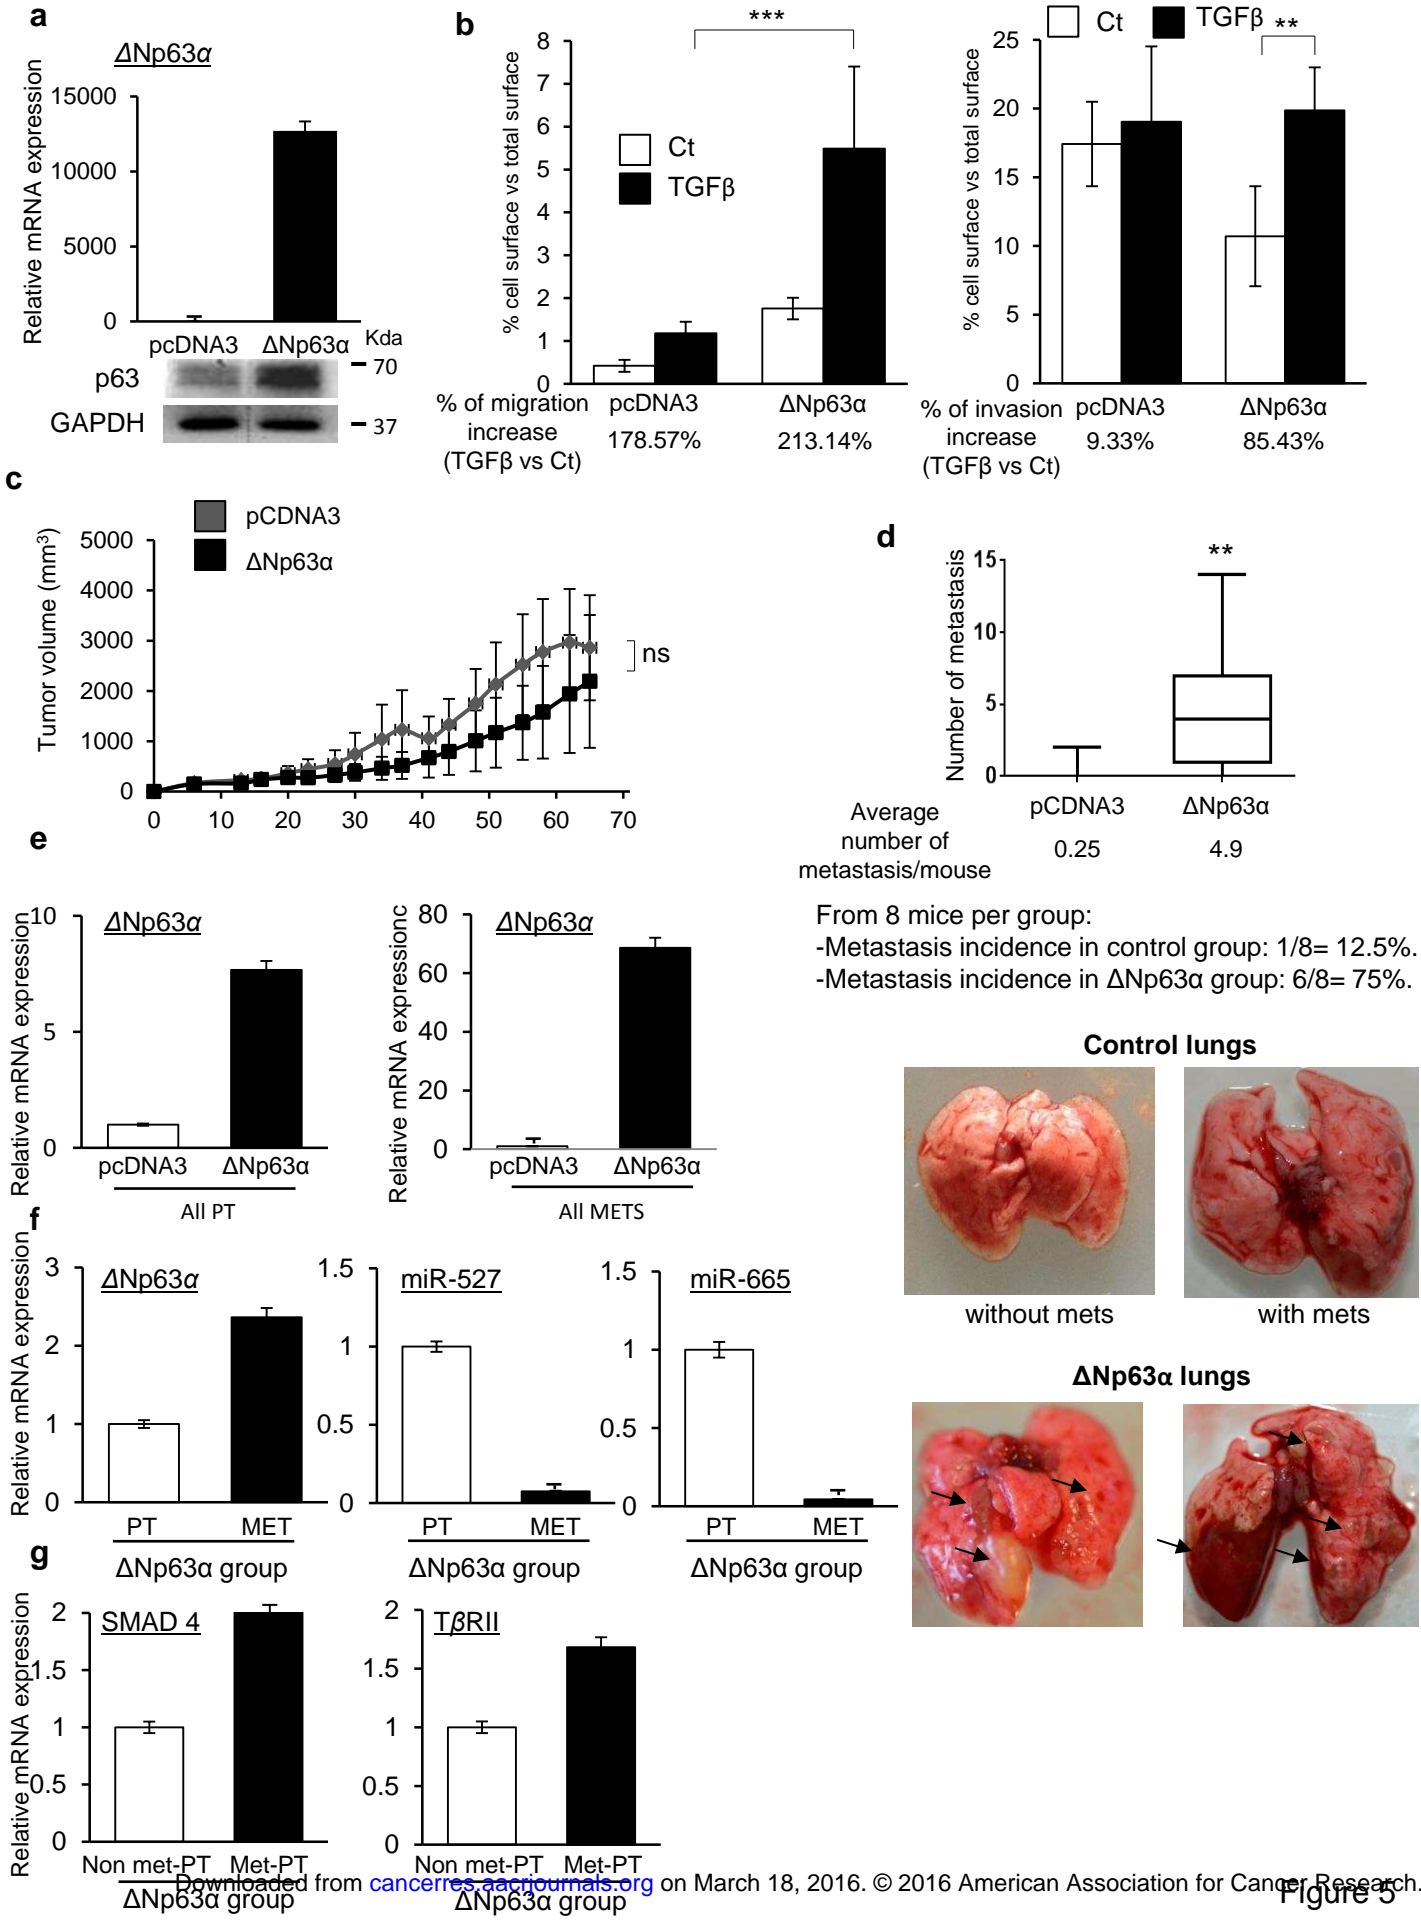 a
ΔNp63α
Relative mRNA expression
15000
10000
5000
0
pcDNA3 ΔNp63α
Kda
p63
70
GAPDH
37
b
***
% cell surface vs total surface
8
7
6
5
4
3
2
1
0
Ct
TGFβ
pcDNA3 ΔNp63α
% of migration increase (TGFβ vs Ct)
178.57% 213.14%
Ct TGFβ
**
% cell surface vs total surface
25
20
15
10
5
0
pcDNA3 ΔNp63α
% of invasion increase (TGFβ vs Ct)
9.33% 85.43%
c
pCDNA3
ΔNp63α
Tumor volume (mm³)
5000
4000
3000
2000
1000
0
0 10 20 30 40 50 60 70
ns
d
**
Number of metastasis
15
10
5
0
pCDNA3 ΔNp63α
Average number of metastasis/mouse
0.25 4.9
From 8 mice per group:
-Metastasis incidence in control group: 1/8= 12.5%.
-Metastasis incidence in ΔNp63α group: 6/8= 75%.
Control lungs
without mets with mets
ΔNp63α lungs
e
ΔNp63α
Relative mRNA expression
10
5
0
pcDNA3 ΔNp63α
All PT
ΔNp63α
Relative mRNA expressionc
80
60
40
20
0
pcDNA3 ΔNp63α
All METS
f
ΔNp63α
Relative mRNA expression
3
2
1
0
PT MET
ΔNp63α group
miR-527
1.5
1
0.5
0
PT MET
ΔNp63α group
miR-665
1.5
1
0.5
0
PT MET
ΔNp63α group
g
SMAD 4
Relative mRNA expression
2
1.5
1
0.5
0
Non met-PT Met-PT
ΔNp63α group
TβRII
2
1.5
1
0.5
0
Non met-PT Met-PT
ΔNp63α group
Downloaded from cancerres.aacrjournals.org on March 18, 2016. © 2016 American Association for Cancer Research.
Figure 5